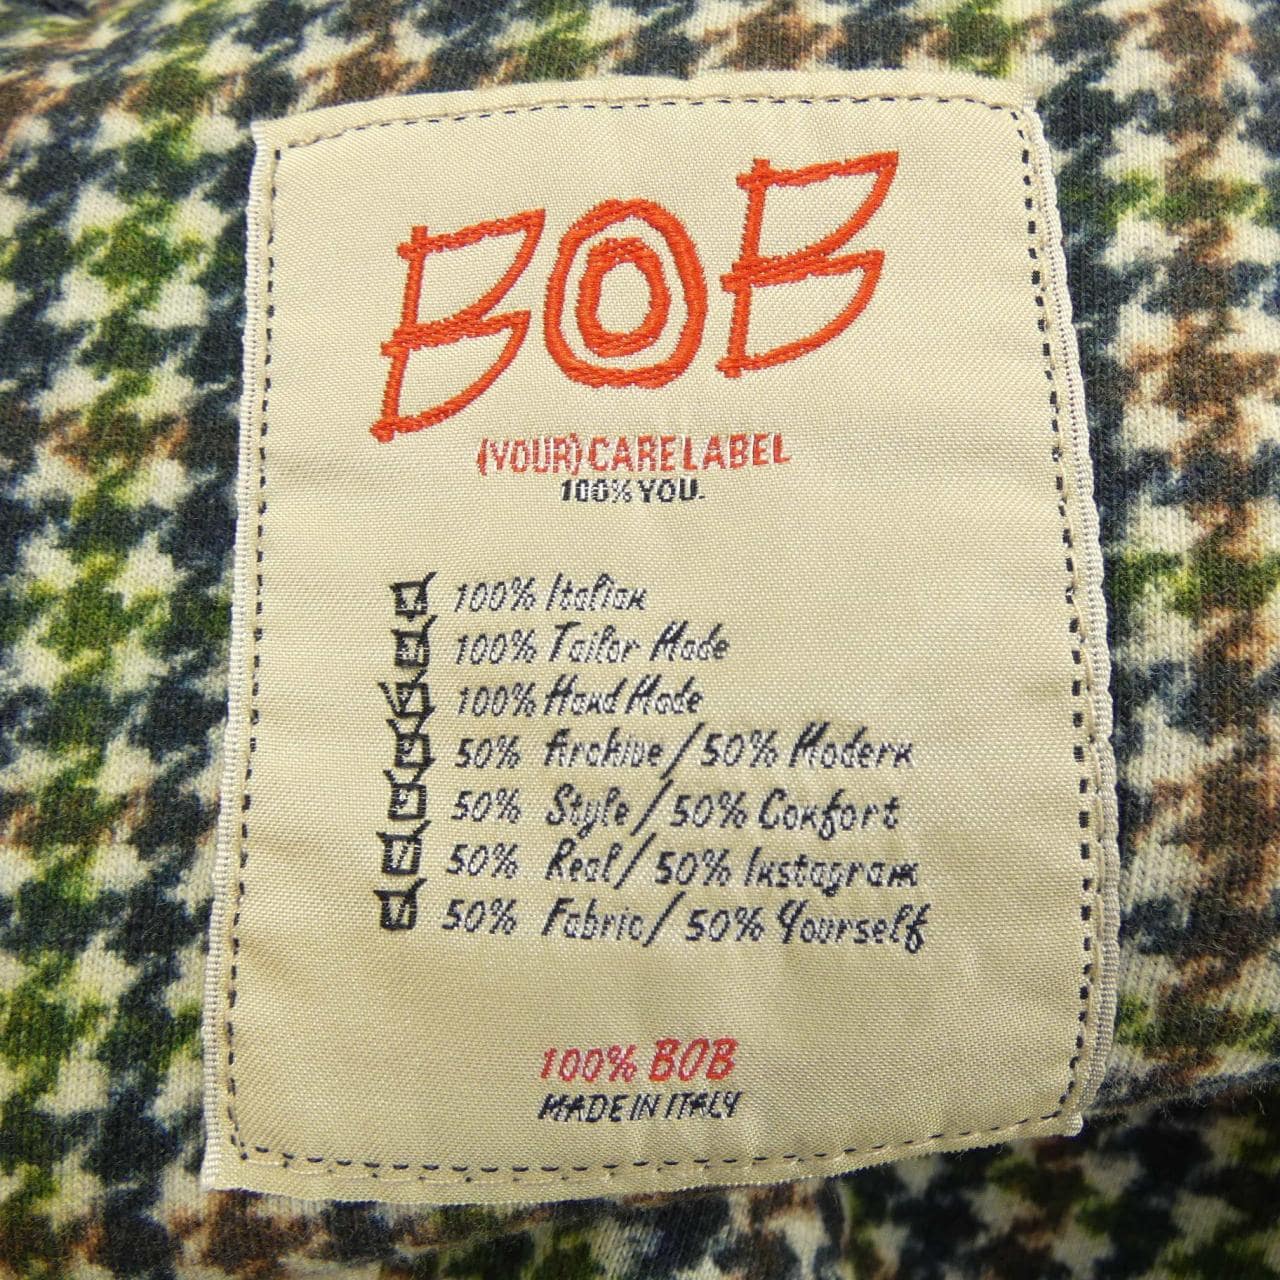 BOB
(YOUR) CARE LABEL
100% YOU.
100% Italian
100% Tailor Made
100% Hand Made
50% Archive / 50% Modern
50% Style / 50% Confort
50% Real / 50% Instagram
50% Fabric / 50% Yourself
100% BOB
MADE IN ITALY